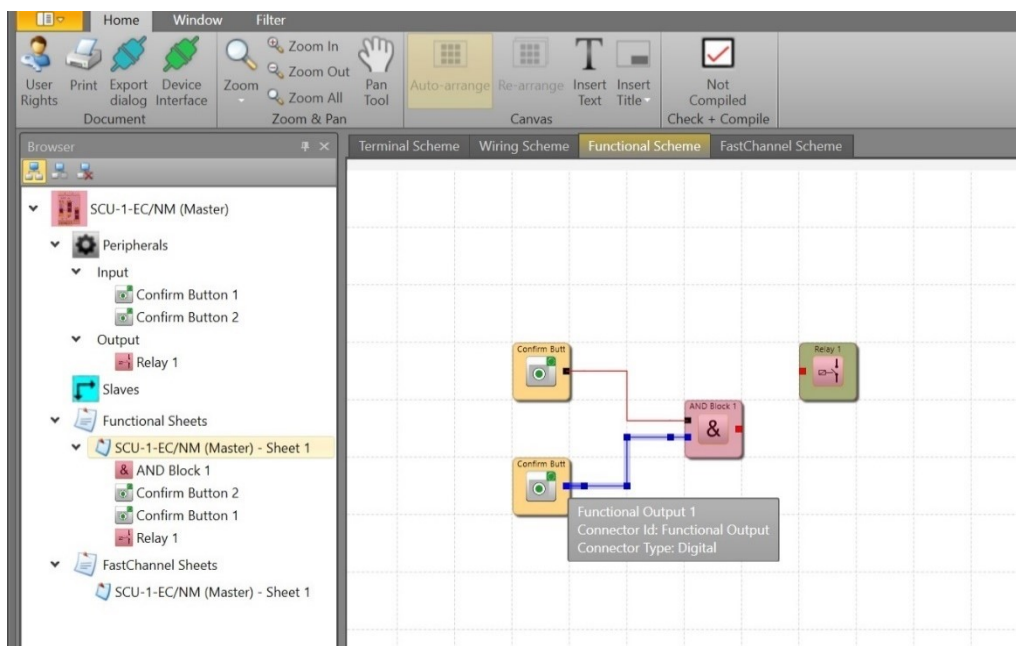 Home Window Filter
User Rights
Print
Export dialog
Device Interface
Document
Zoom
Zoom In
Zoom Out
Zoom All
Zoom & Pan
Pan Tool
Auto-arrange
Re-arrange
Insert Text
Insert Title
Canvas
Not Compiled
Check + Compile
Browser
SCU-1-EC/NM (Master)
Peripherals
Input
Confirm Button 1
Confirm Button 2
Output
Relay 1
Slaves
Functional Sheets
SCU-1-EC/NM (Master) - Sheet 1
& AND Block 1
Confirm Button 2
Confirm Button 1
Relay 1
FastChannel Sheets
SCU-1-EC/NM (Master) - Sheet 1
Terminal Scheme Wiring Scheme Functional Scheme FastChannel Scheme
Confirm Butt
Relay 1
AND Block 1
&
Confirm Butt
Functional Output 1
Connector Id: Functional Output
Connector Type: Digital